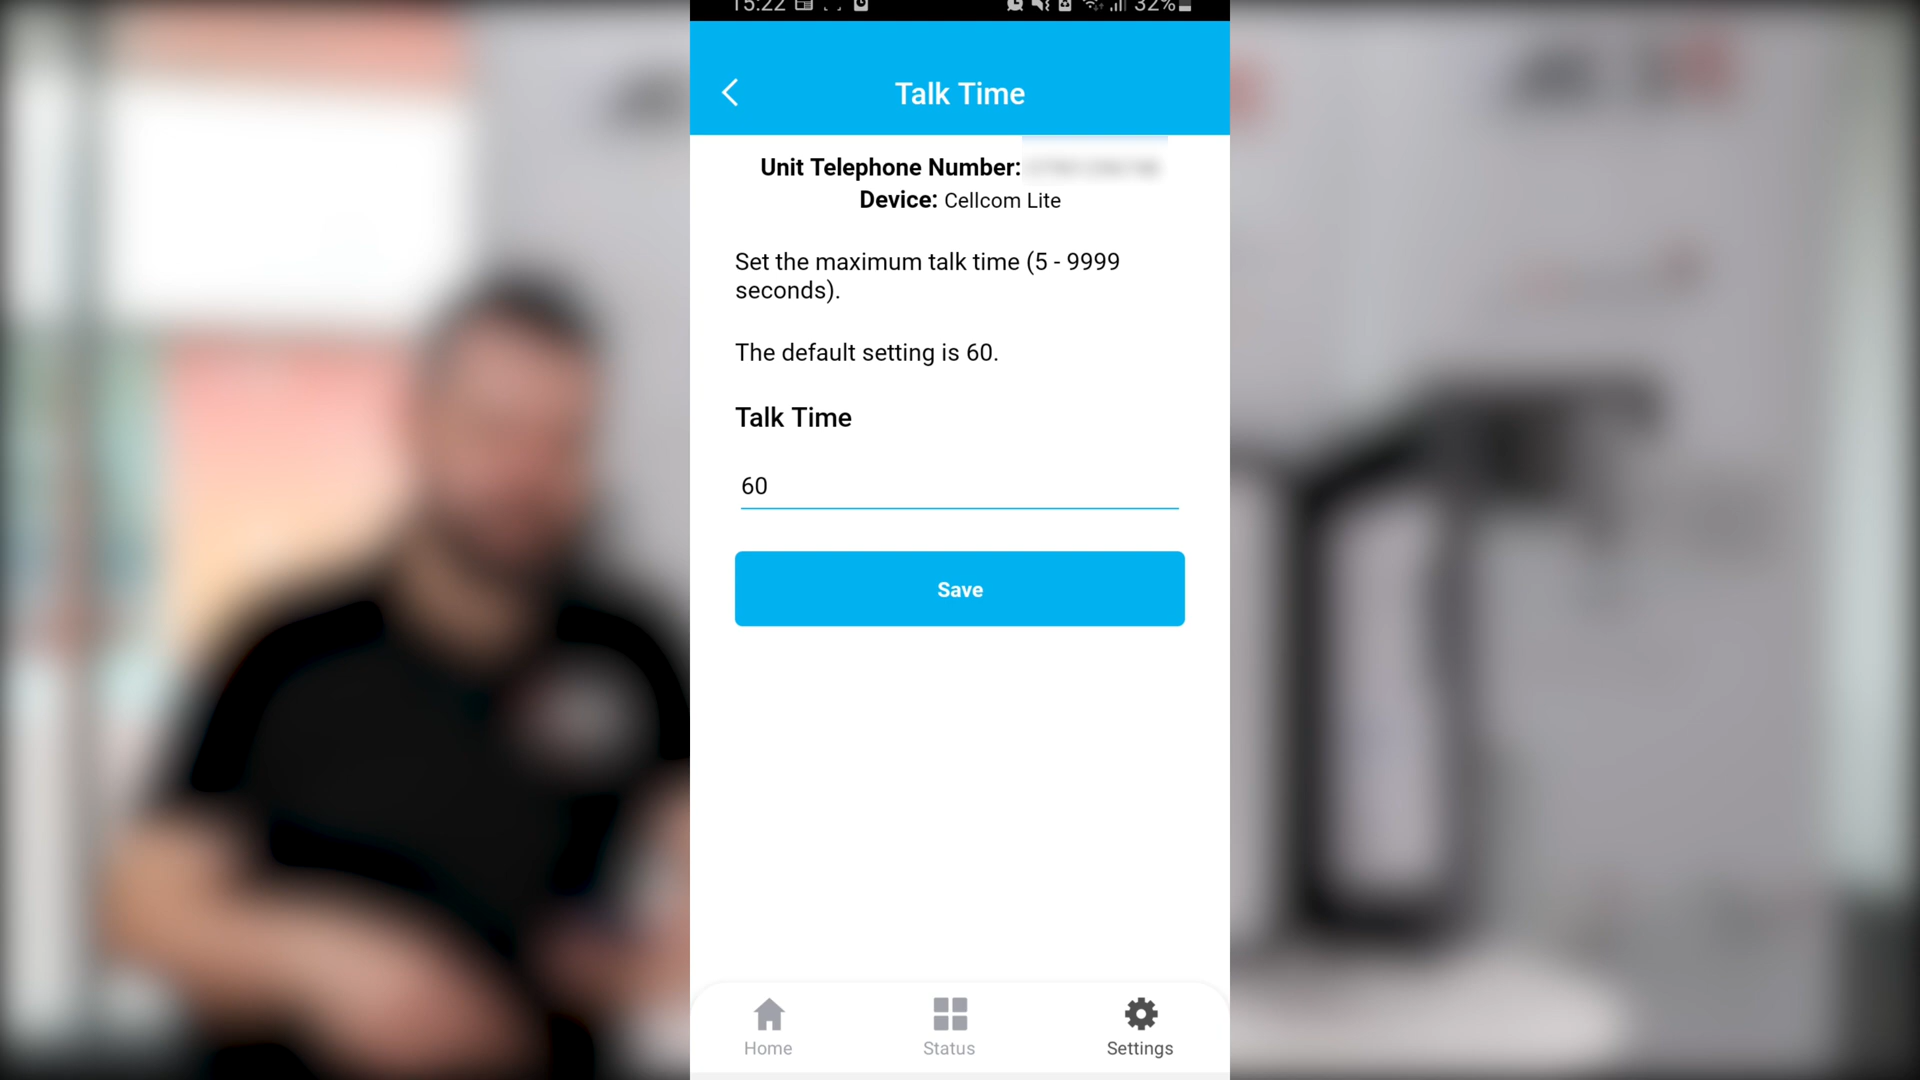 15:22 32%
Talk Time
Unit Telephone Number:
Device: Cellcom Lite
Set the maximum talk time (5 - 9999
seconds).
The default setting is 60.
Talk Time
60
Save
Home Status Settings